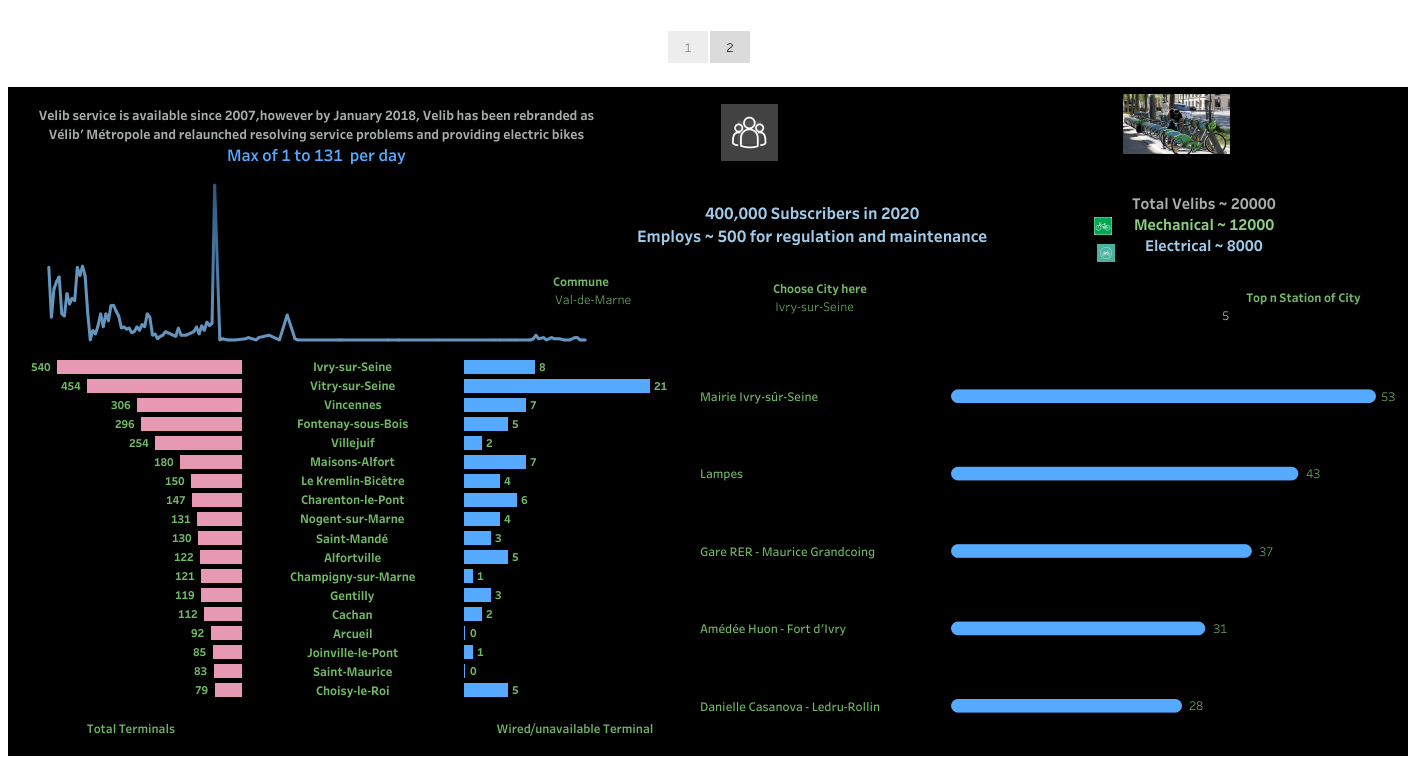 1
2
Velib service is available since 2007,however by January 2018, Velib has been rebranded as
Vélib’ Métropole and relaunched resolving service problems and providing electric bikes
Max of 1 to 131 per day
400,000 Subscribers in 2020
Employs ~ 500 for regulation and maintenance
Total Velibs ~ 20000
Mechanical ~ 12000
Electrical ~ 8000
Commune
Val-de-Marne
Choose City here
Ivry-sur-Seine
Top n Station of City
5
540 Ivry-sur-Seine 8
454 Vitry-sur-Seine 21
306 Vincennes 7
296 Fontenay-sous-Bois 5
254 Villejuif 2
180 Maisons-Alfort 7
150 Le Kremlin-Bicêtre 4
147 Charenton-le-Pont 6
131 Nogent-sur-Marne 4
130 Saint-Mandé 3
122 Alfortville 5
121 Champigny-sur-Marne 1
119 Gentilly 3
112 Cachan 2
92 Arcueil 0
85 Joinville-le-Pont 1
83 Saint-Maurice 0
79 Choisy-le-Roi 5
Total Terminals
Wired/unavailable Terminal
Mairie Ivry-sûr-Seine 53
Lampes 43
Gare RER - Maurice Grandcoing 37
Amédée Huon - Fort d’Ivry 31
Danielle Casanova - Ledru-Rollin 28